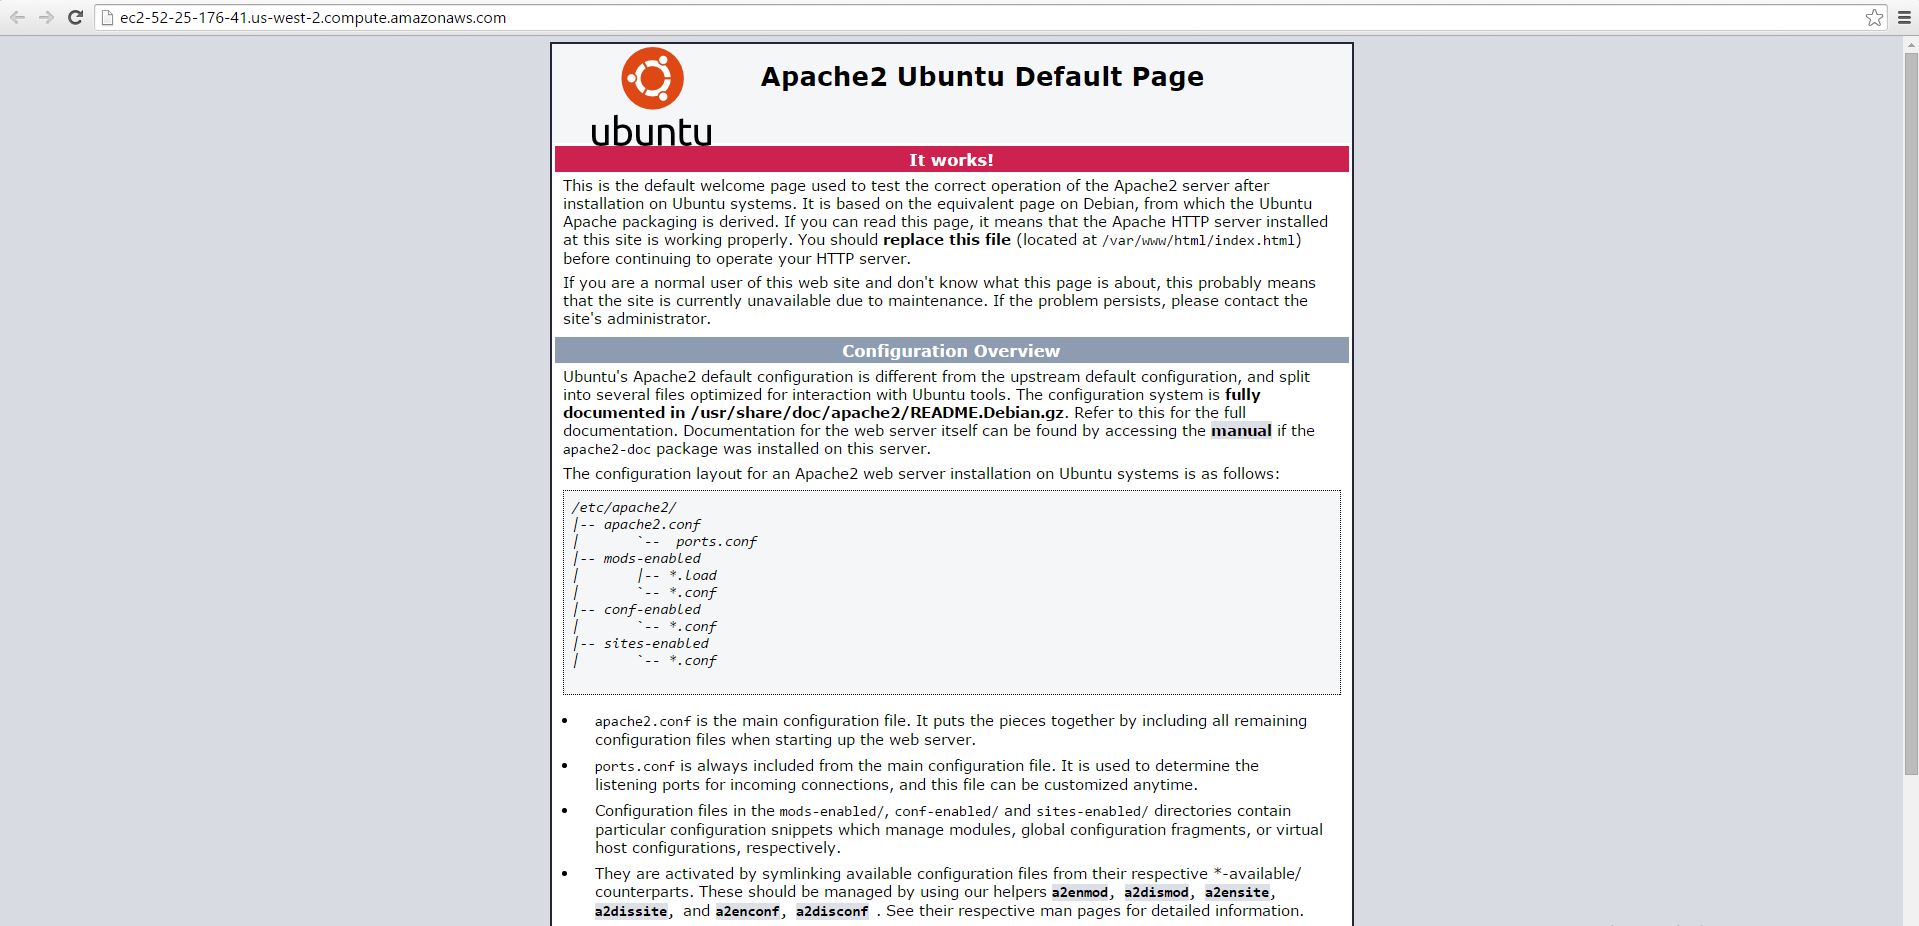 ec2-52-25-176-41.us-west-2.compute.amazonaws.com
ubuntu
Apache2 Ubuntu Default Page
It works!
This is the default welcome page used to test the correct operation of the Apache2 server after
installation on Ubuntu systems. It is based on the equivalent page on Debian, from which the Ubuntu
Apache packaging is derived. If you can read this page, it means that the Apache HTTP server installed
at this site is working properly. You should replace this file (located at /var/www/html/index.html)
before continuing to operate your HTTP server.
If you are a normal user of this web site and don't know what this page is about, this probably means
that the site is currently unavailable due to maintenance. If the problem persists, please contact the
site's administrator.
Configuration Overview
Ubuntu's Apache2 default configuration is different from the upstream default configuration, and split
into several files optimized for interaction with Ubuntu tools. The configuration system is fully
documented in /usr/share/doc/apache2/README.Debian.gz. Refer to this for the full
documentation. Documentation for the web server itself can be found by accessing the manual if the
apache2-doc package was installed on this server.
The configuration layout for an Apache2 web server installation on Ubuntu systems is as follows:
/etc/apache2/
|-- apache2.conf
|       `--  ports.conf
|-- mods-enabled
|       |-- *.load
|       `-- *.conf
|-- conf-enabled
|       `-- *.conf
|-- sites-enabled
|       `-- *.conf
• apache2.conf is the main configuration file. It puts the pieces together by including all remaining
configuration files when starting up the web server.
• ports.conf is always included from the main configuration file. It is used to determine the
listening ports for incoming connections, and this file can be customized anytime.
• Configuration files in the mods-enabled/, conf-enabled/ and sites-enabled/ directories contain
particular configuration snippets which manage modules, global configuration fragments, or virtual
host configurations, respectively.
• They are activated by symlinking available configuration files from their respective *-available/
counterparts. These should be managed by using our helpers a2enmod, a2dismod, a2ensite,
a2dissite, and a2enconf, a2disconf . See their respective man pages for detailed information.